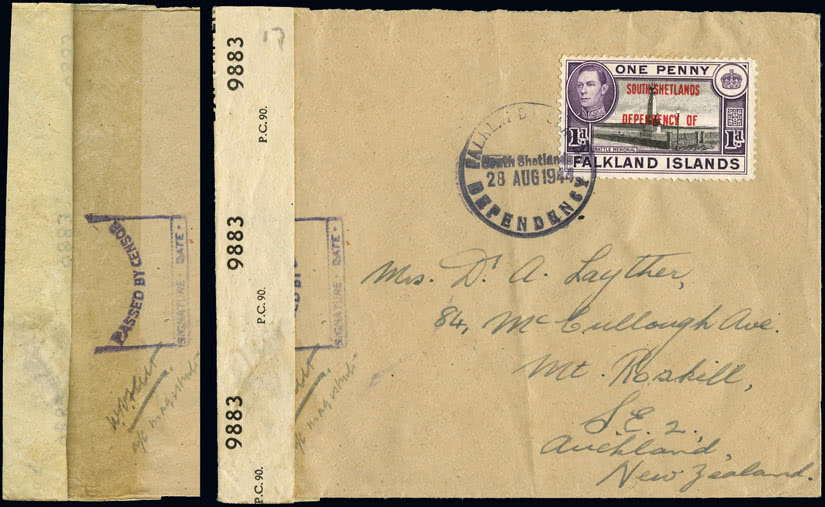 PASSED BY CENSOR
SIGNATURE · DATE ·
9883
P.C. 90.
9883
P.C. 90.
9883
P.C. 90.
SIGNATURE · DATE ·
ONE PENNY
SOUTH SHETLANDS
DEPENDENCY OF
BATTLE MEMORIAL
1d 1d
FALKLAND ISLANDS
South Shetlands
28 AUG 1944
DEPENDENCY
Mrs. D. A. Layther,
84, McCullough Ave.
Mt. Roskill,
S.E.2,
Auckland,
New Zealand.